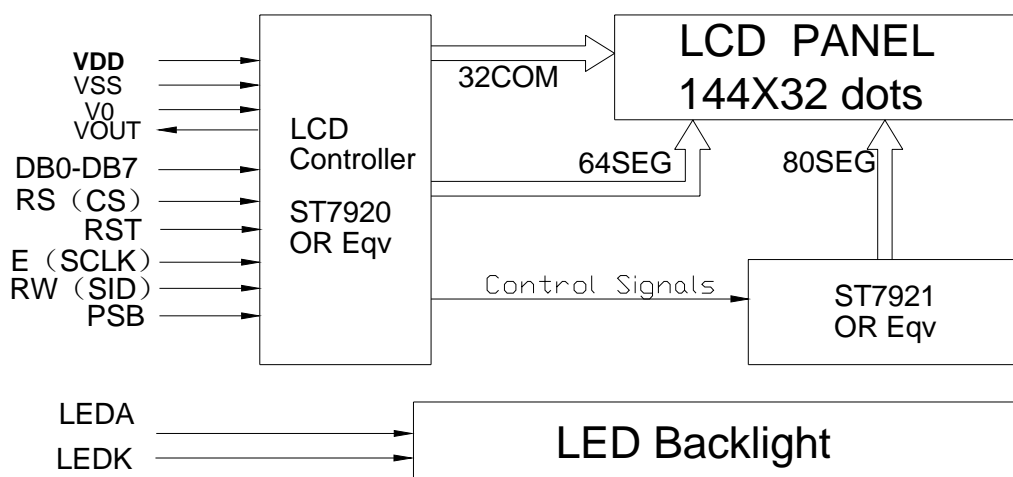 VDD
VSS
V0
VOUT
DB0-DB7
RS（CS）
RST
E（SCLK）
RW（SID）
PSB
LCD
Controller
ST7920
OR Eqv
32COM
64SEG
80SEG
LCD PANEL
144X32 dots
Control Signals
ST7921
OR Eqv
LEDA
LEDK
LED Backlight